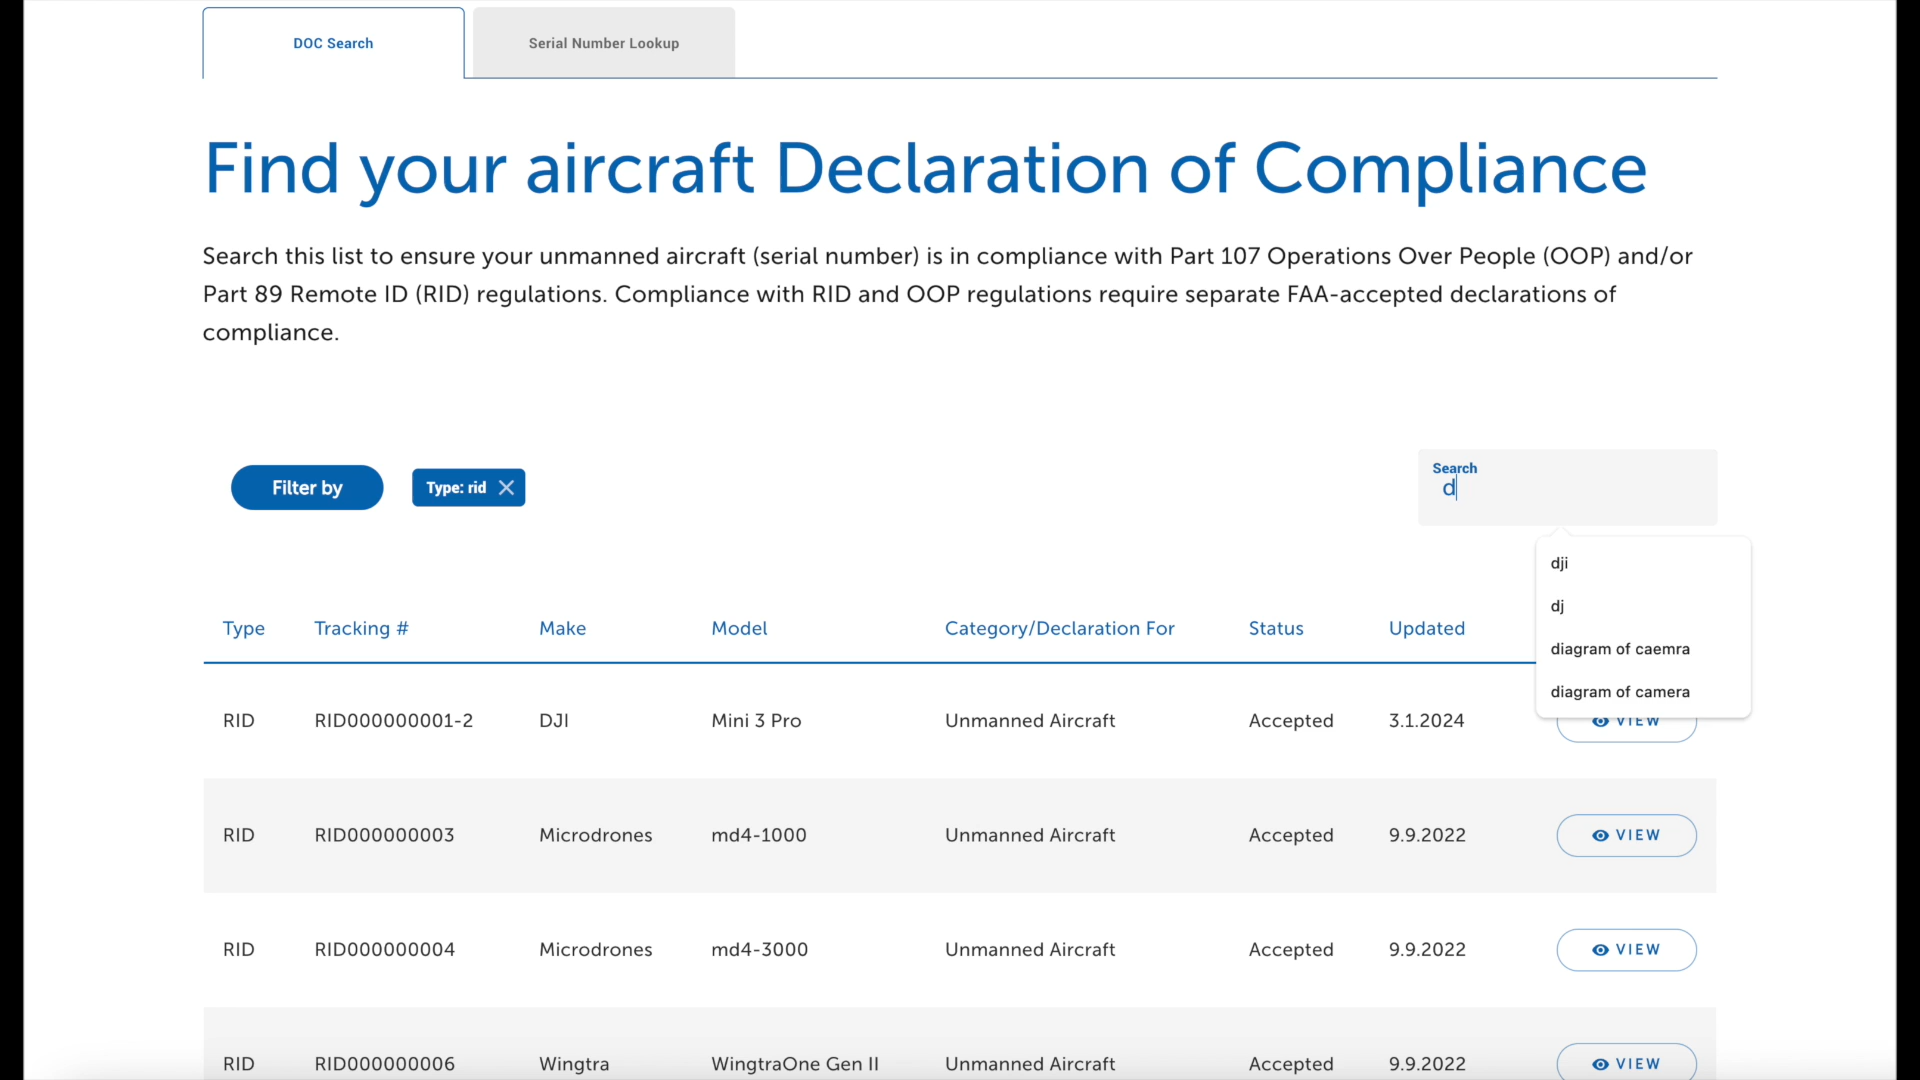 DOC Search
Serial Number Lookup
Find your aircraft Declaration of Compliance
Search this list to ensure your unmanned aircraft (serial number) is in compliance with Part 107 Operations Over People (OOP) and/or
Part 89 Remote ID (RID) regulations. Compliance with RID and OOP regulations require separate FAA-accepted declarations of
compliance.
Filter by
Type: rid
Search
d
dji
dj
diagram of caemra
diagram of camera
Type Tracking # Make Model Category/Declaration For Status Updated
RID RID000000001-2 DJI Mini 3 Pro Unmanned Aircraft Accepted 3.1.2024 VIEW
RID RID000000003 Microdrones md4-1000 Unmanned Aircraft Accepted 9.9.2022 VIEW
RID RID000000004 Microdrones md4-3000 Unmanned Aircraft Accepted 9.9.2022 VIEW
RID RID000000006 Wingtra WingtraOne Gen II Unmanned Aircraft Accepted 9.9.2022 VIEW